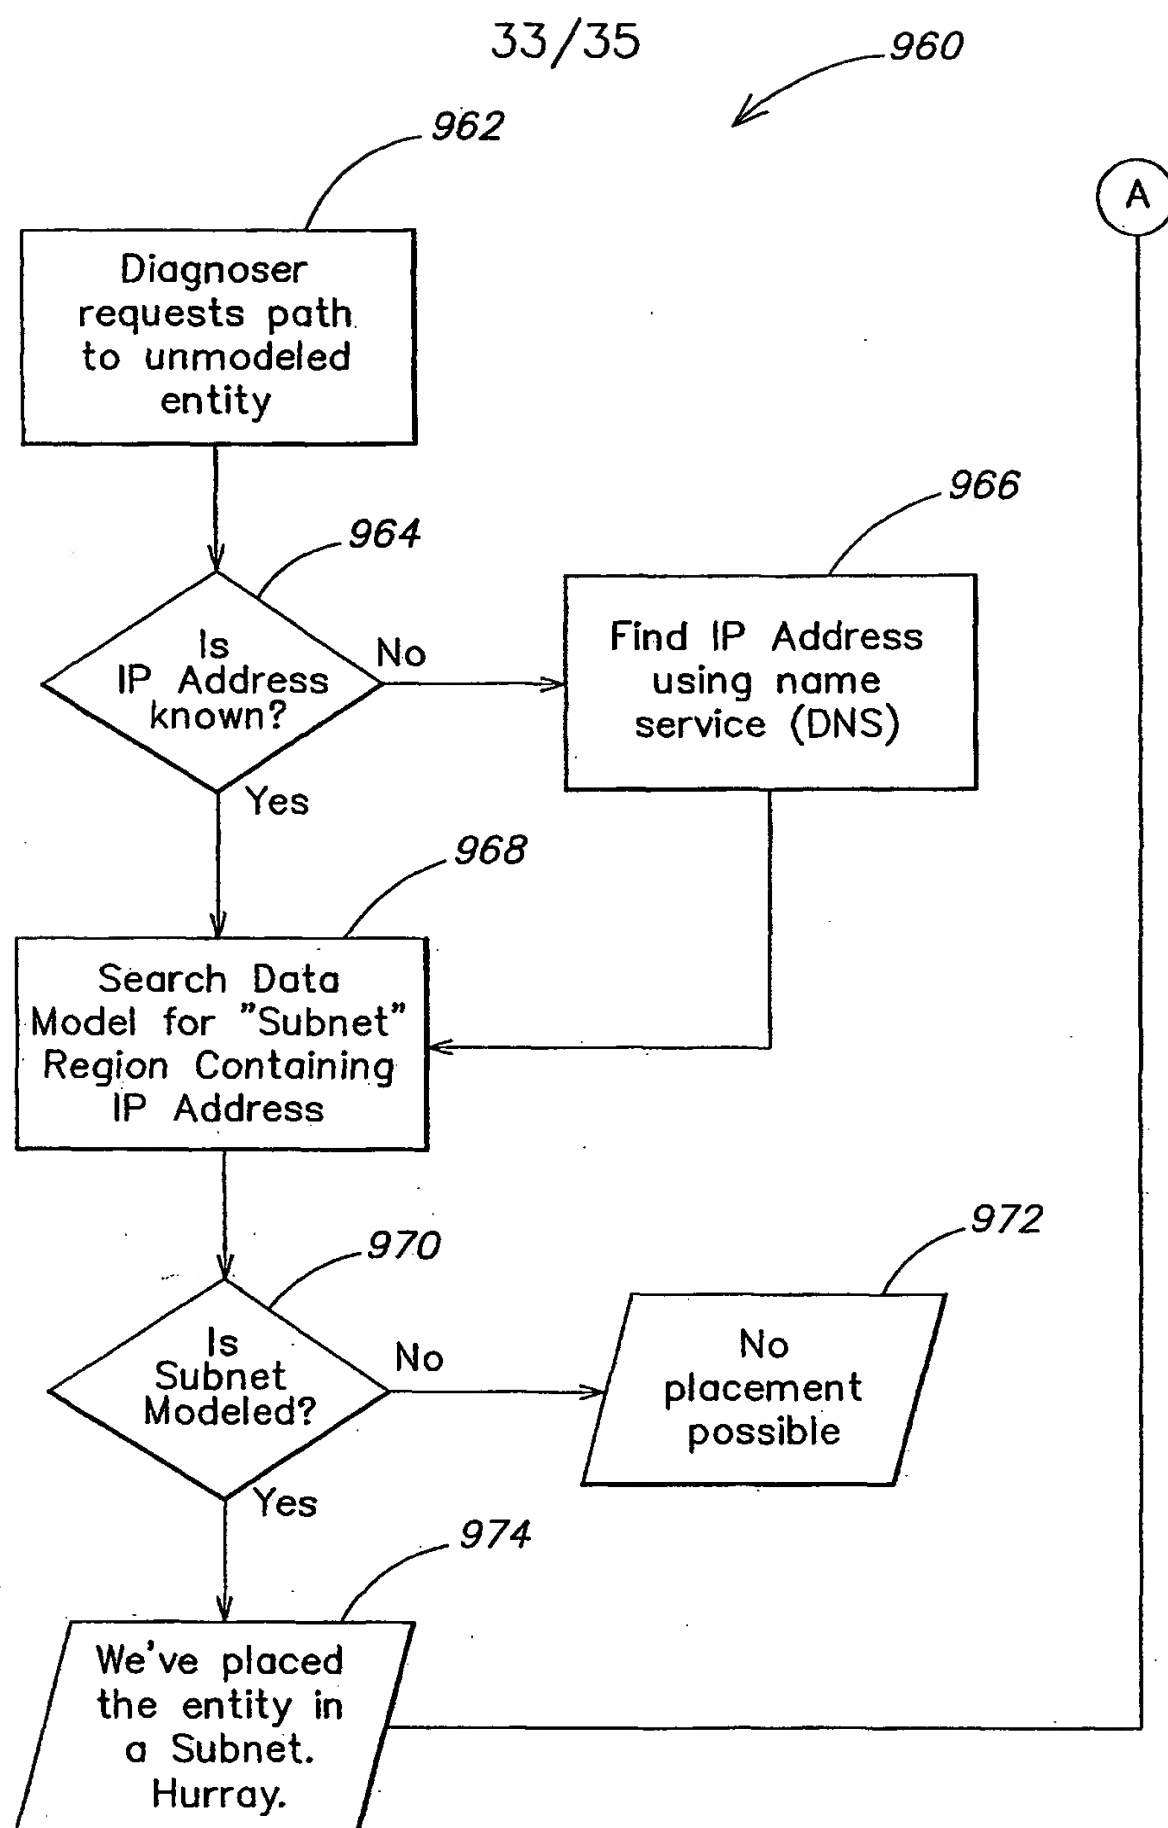 33/35
960
962
A
Diagnoser
requests path
to unmodeled
entity
964
966
Is
IP Address
known?
No
Find IP Address
using name
service (DNS)
Yes
968
Search Data
Model for "Subnet"
Region Containing
IP Address
970
972
Is
Subnet
Modeled?
No
No
placement
possible
Yes
974
We've placed
the entity in
a Subnet.
Hurray.